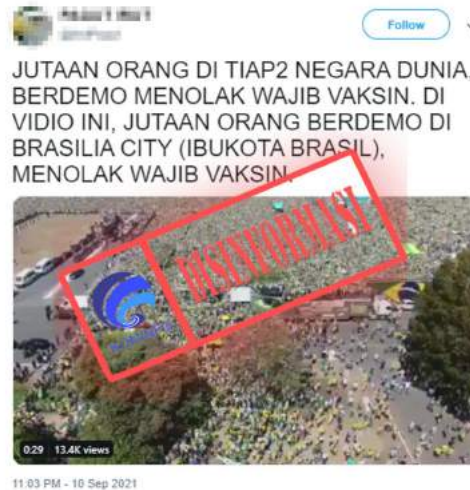 Follow
JUTAAN ORANG DI TIAP2 NEGARA DUNIA,
BERDEMO MENOLAK WAJIB VAKSIN. DI
VIDIO INI, JUTAAN ORANG BERDEMO DI
BRASILIA CITY (IBUKOTA BRASIL),
MENOLAK WAJIB VAKSIN.
DISINFORMASI
0:29 13.4K views
11:03 PM - 10 Sep 2021